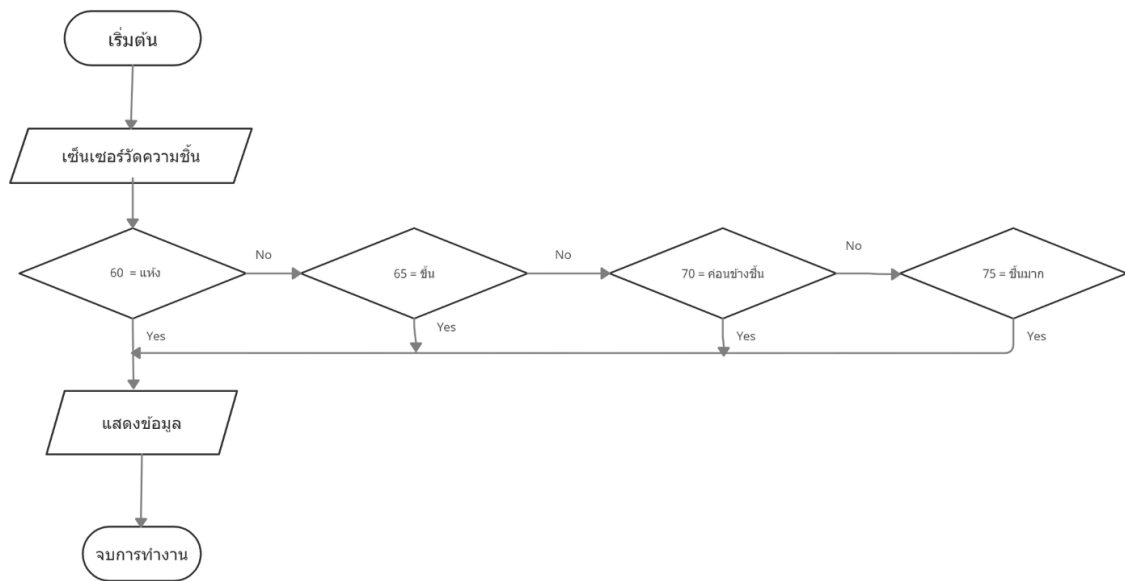 เริ่มต้น
เซ็นเซอร์วัดความชื้น
60 = แห้ง
No
65 = ชื้น
No
70 = ค่อนข้างชื้น
No
75 = ชื้นมาก
Yes
Yes
Yes
Yes
แสดงข้อมูล
จบการทำงาน